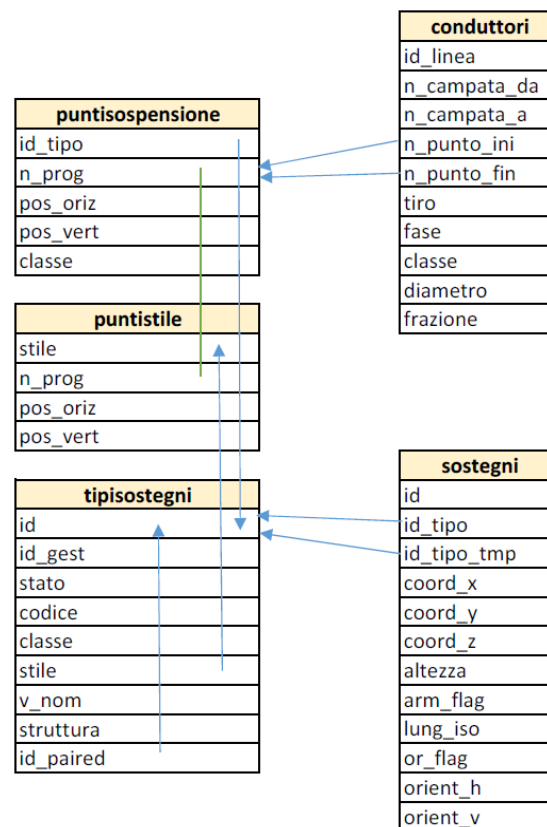 puntisospensione
id_tipo
n_prog
pos_oriz
pos_vert
classe
puntistile
stile
n_prog
pos_oriz
pos_vert
tipisostegni
id
id_gest
stato
codice
classe
stile
v_nom
struttura
id_paired
conduttori
id_linea
n_campata_da
n_campata_a
n_punto_ini
n_punto_fin
tiro
fase
classe
diametro
frazione
sostegni
id
id_tipo
id_tipo_tmp
coord_x
coord_y
coord_z
altezza
arm_flag
lung_iso
or_flag
orient_h
orient_v